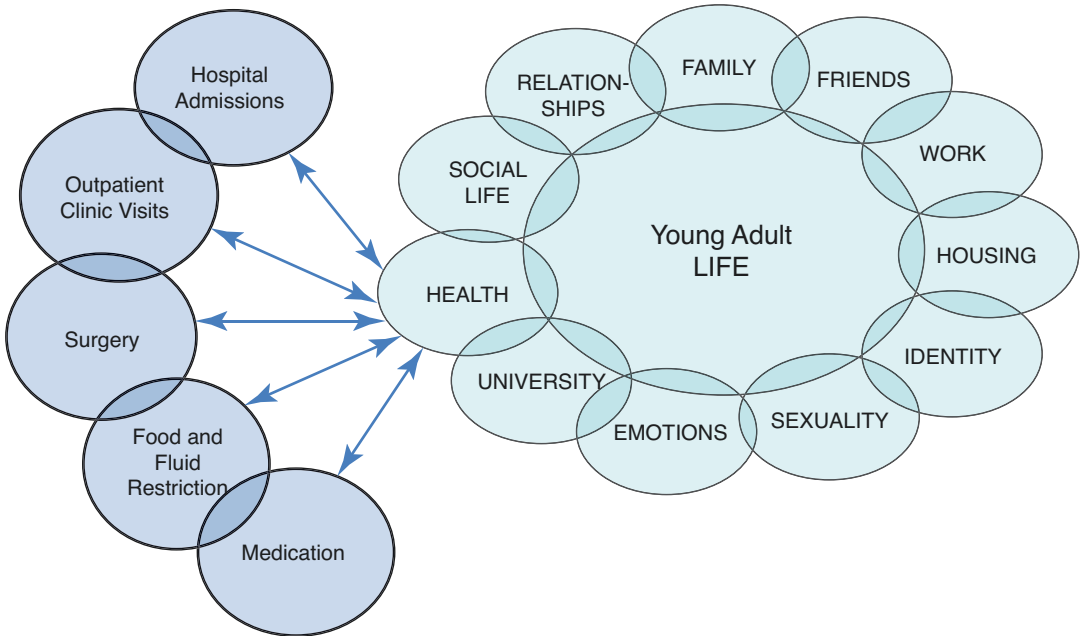 Hospital
Admissions
Outpatient
Clinic Visits
Surgery
Food and
Fluid
Restriction
Medication
FAMILY
FRIENDS
RELATION-
SHIPS
WORK
SOCIAL
LIFE
Young Adult
LIFE
HOUSING
HEALTH
IDENTITY
UNIVERSITY
SEXUALITY
EMOTIONS